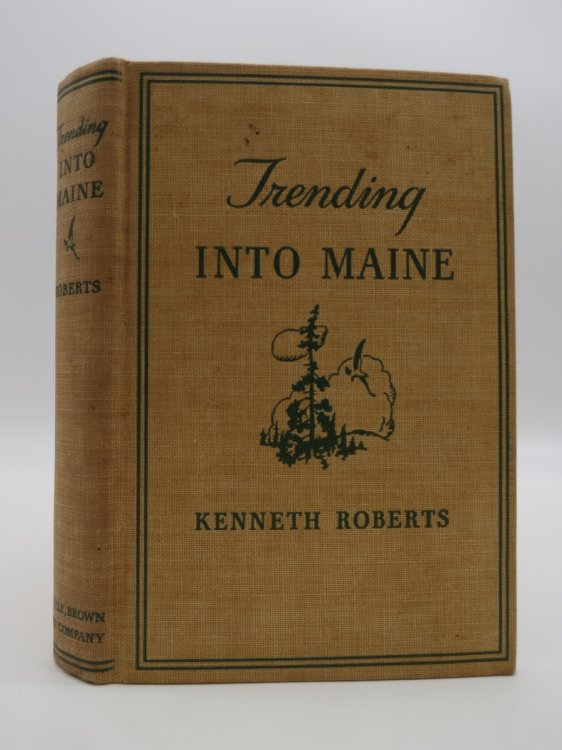 Trending
INTO MAINE
KENNETH ROBERTS
Trending
INTO
MAINE
ROBERTS
BROWN
COMPANY